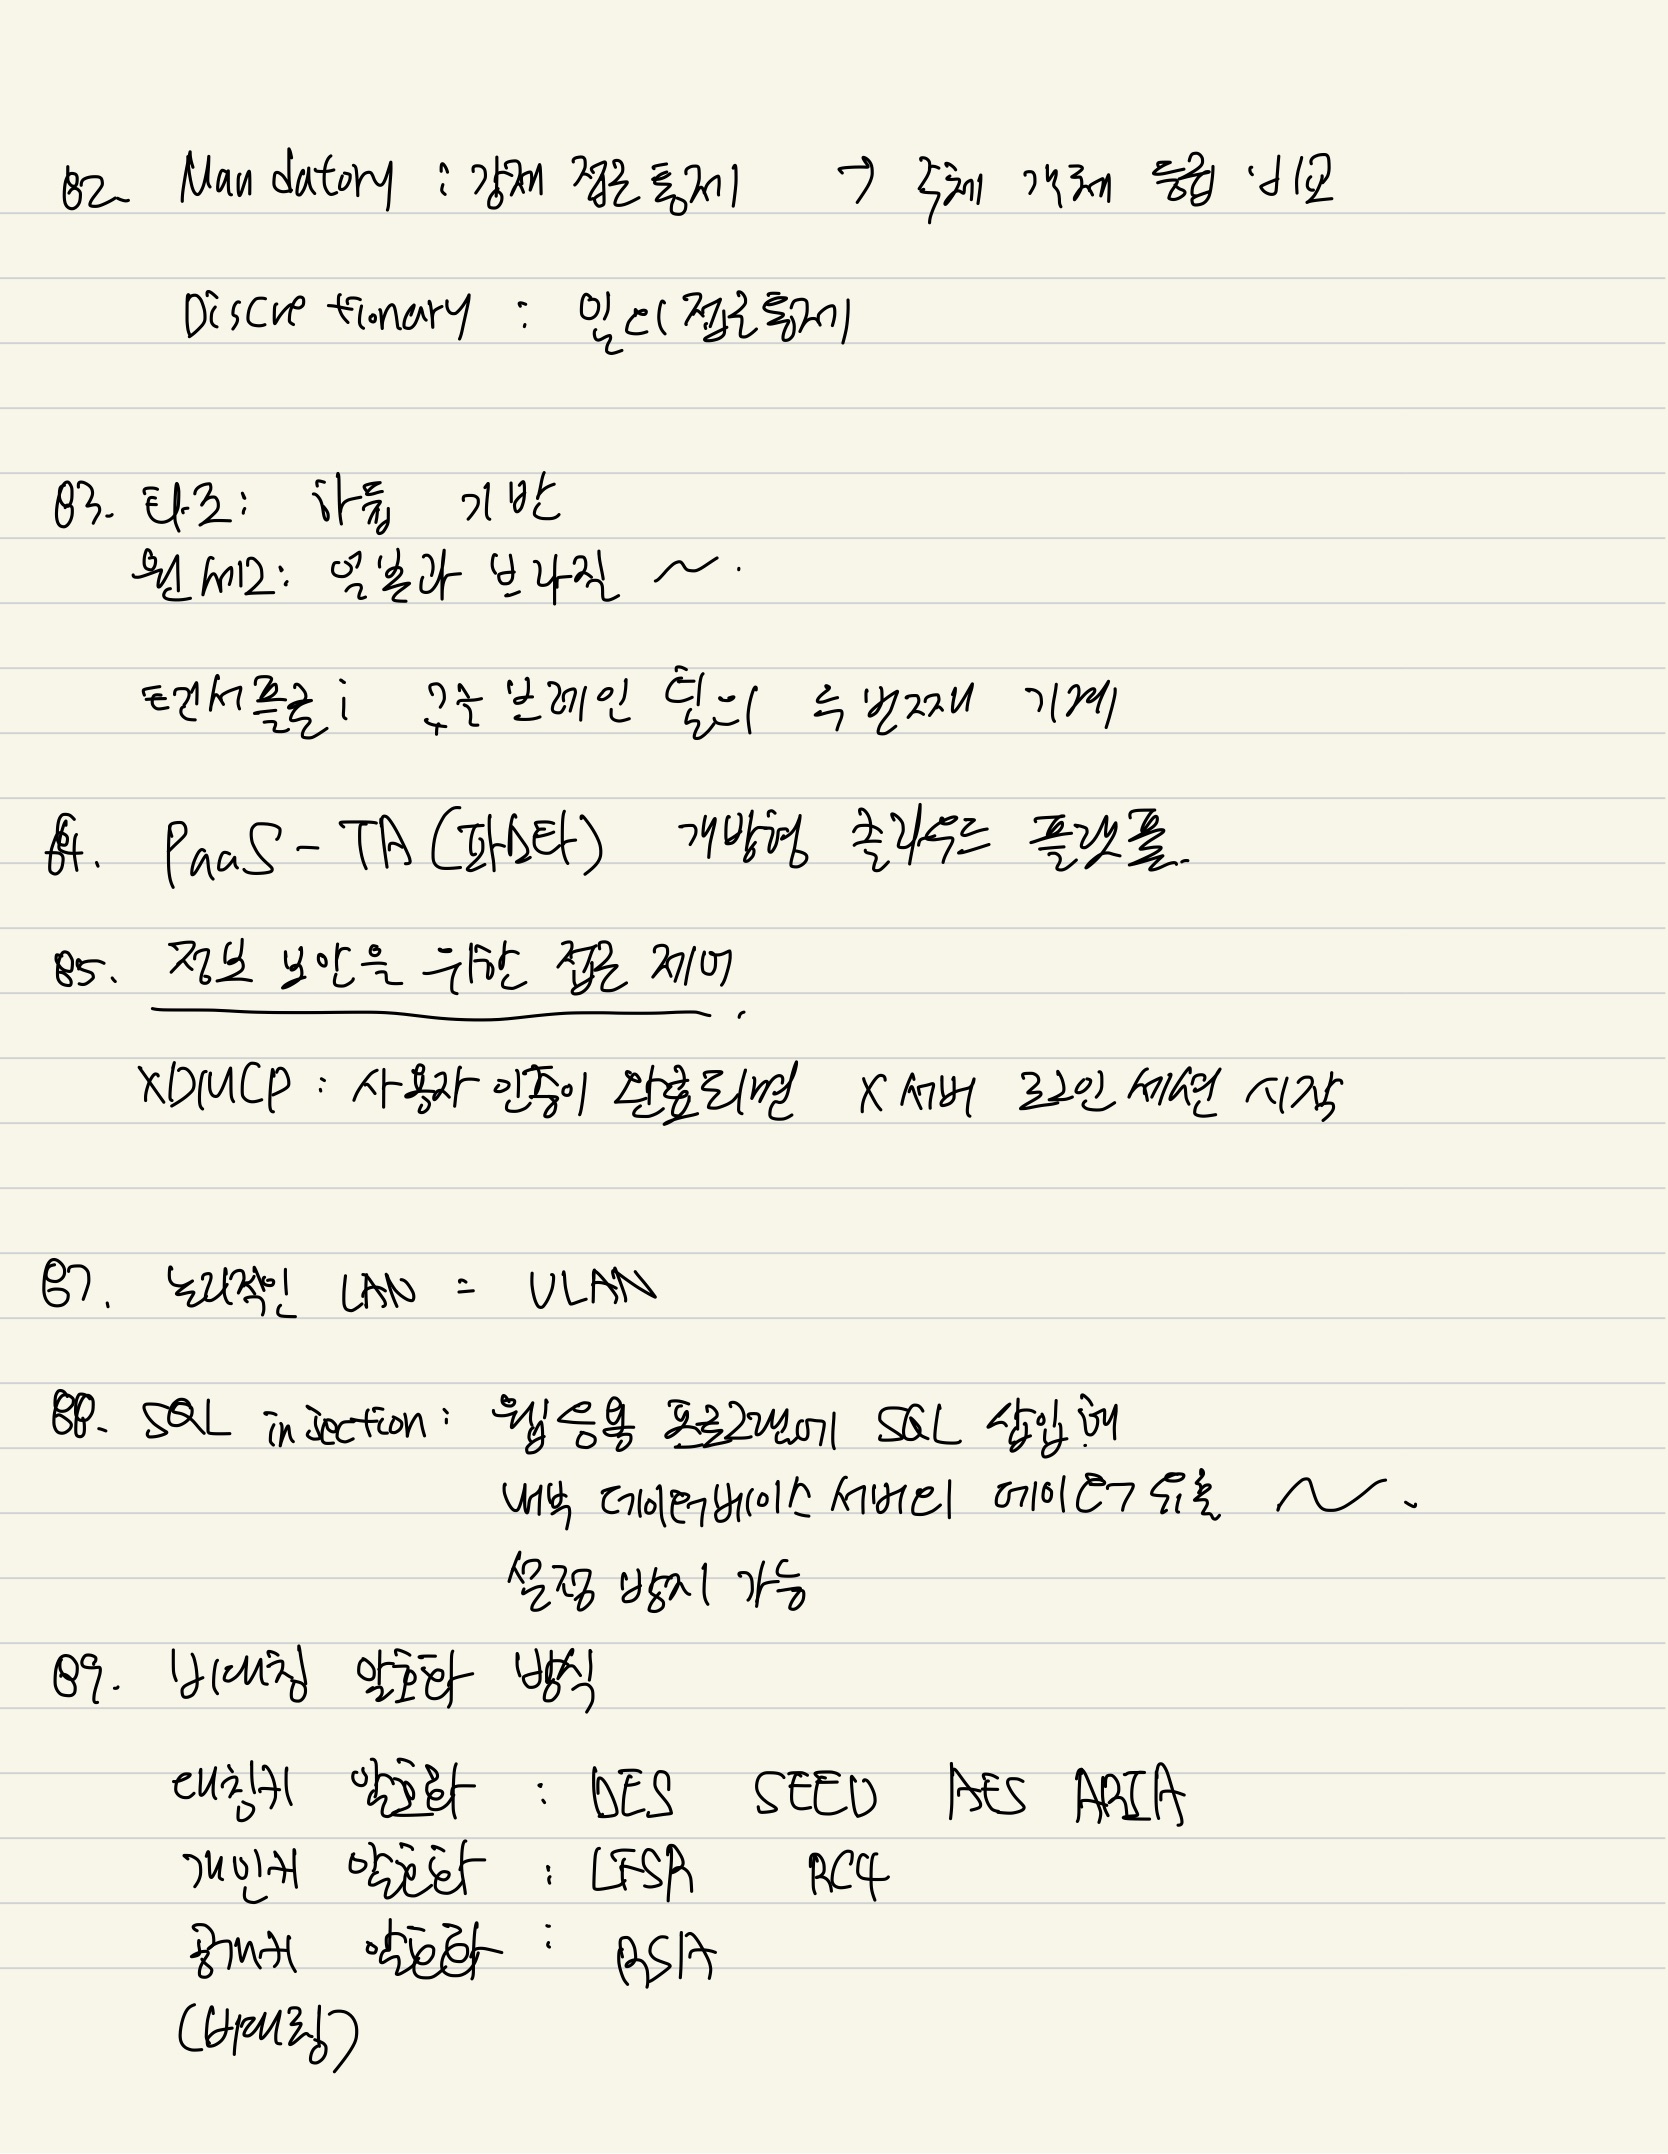 82. Mandatory :강제 접근통제 → 주체 객체 등급 비교
Discretionary : 임의 접근통제
83. 타조: 하둡 기반
원세그: 일본과 브라질 ~.
텐서플로 : 구글 브레인 팀의 두 번째 기계
84. PaaS-TA (파스타) 개방형 클라우드 플랫폼.
85. 정보 보안을 위한 접근 제어.
XDMCP : 사용자 인증이 완료되면 X 서버 로그인 세션 시작
87. 논리적인 LAN = VLAN
88. SQL injection : 웹 응용 프로그램에 SQL 삽입해
내부 데이터베이스 서버의 데이터 유출 ~.
설정 방지 가능
89. 비대칭 암호화 방식
대칭키 암호화 : DES SEED AES ARIA
개인키 암호화 : LFSR RC4
공개키 암호화 : RSA
(비대칭)